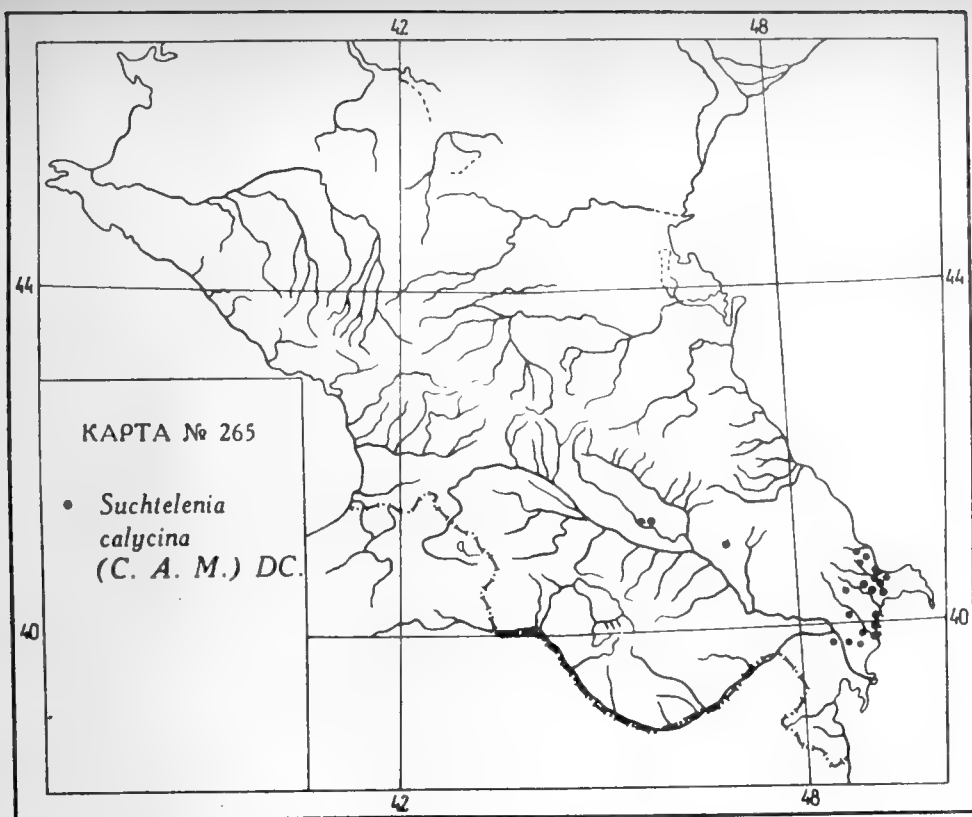 42 48
44 44
КАРТА № 265
• Suchtelenia
calycina
(C. A. M.) DC.
40 40
42 48